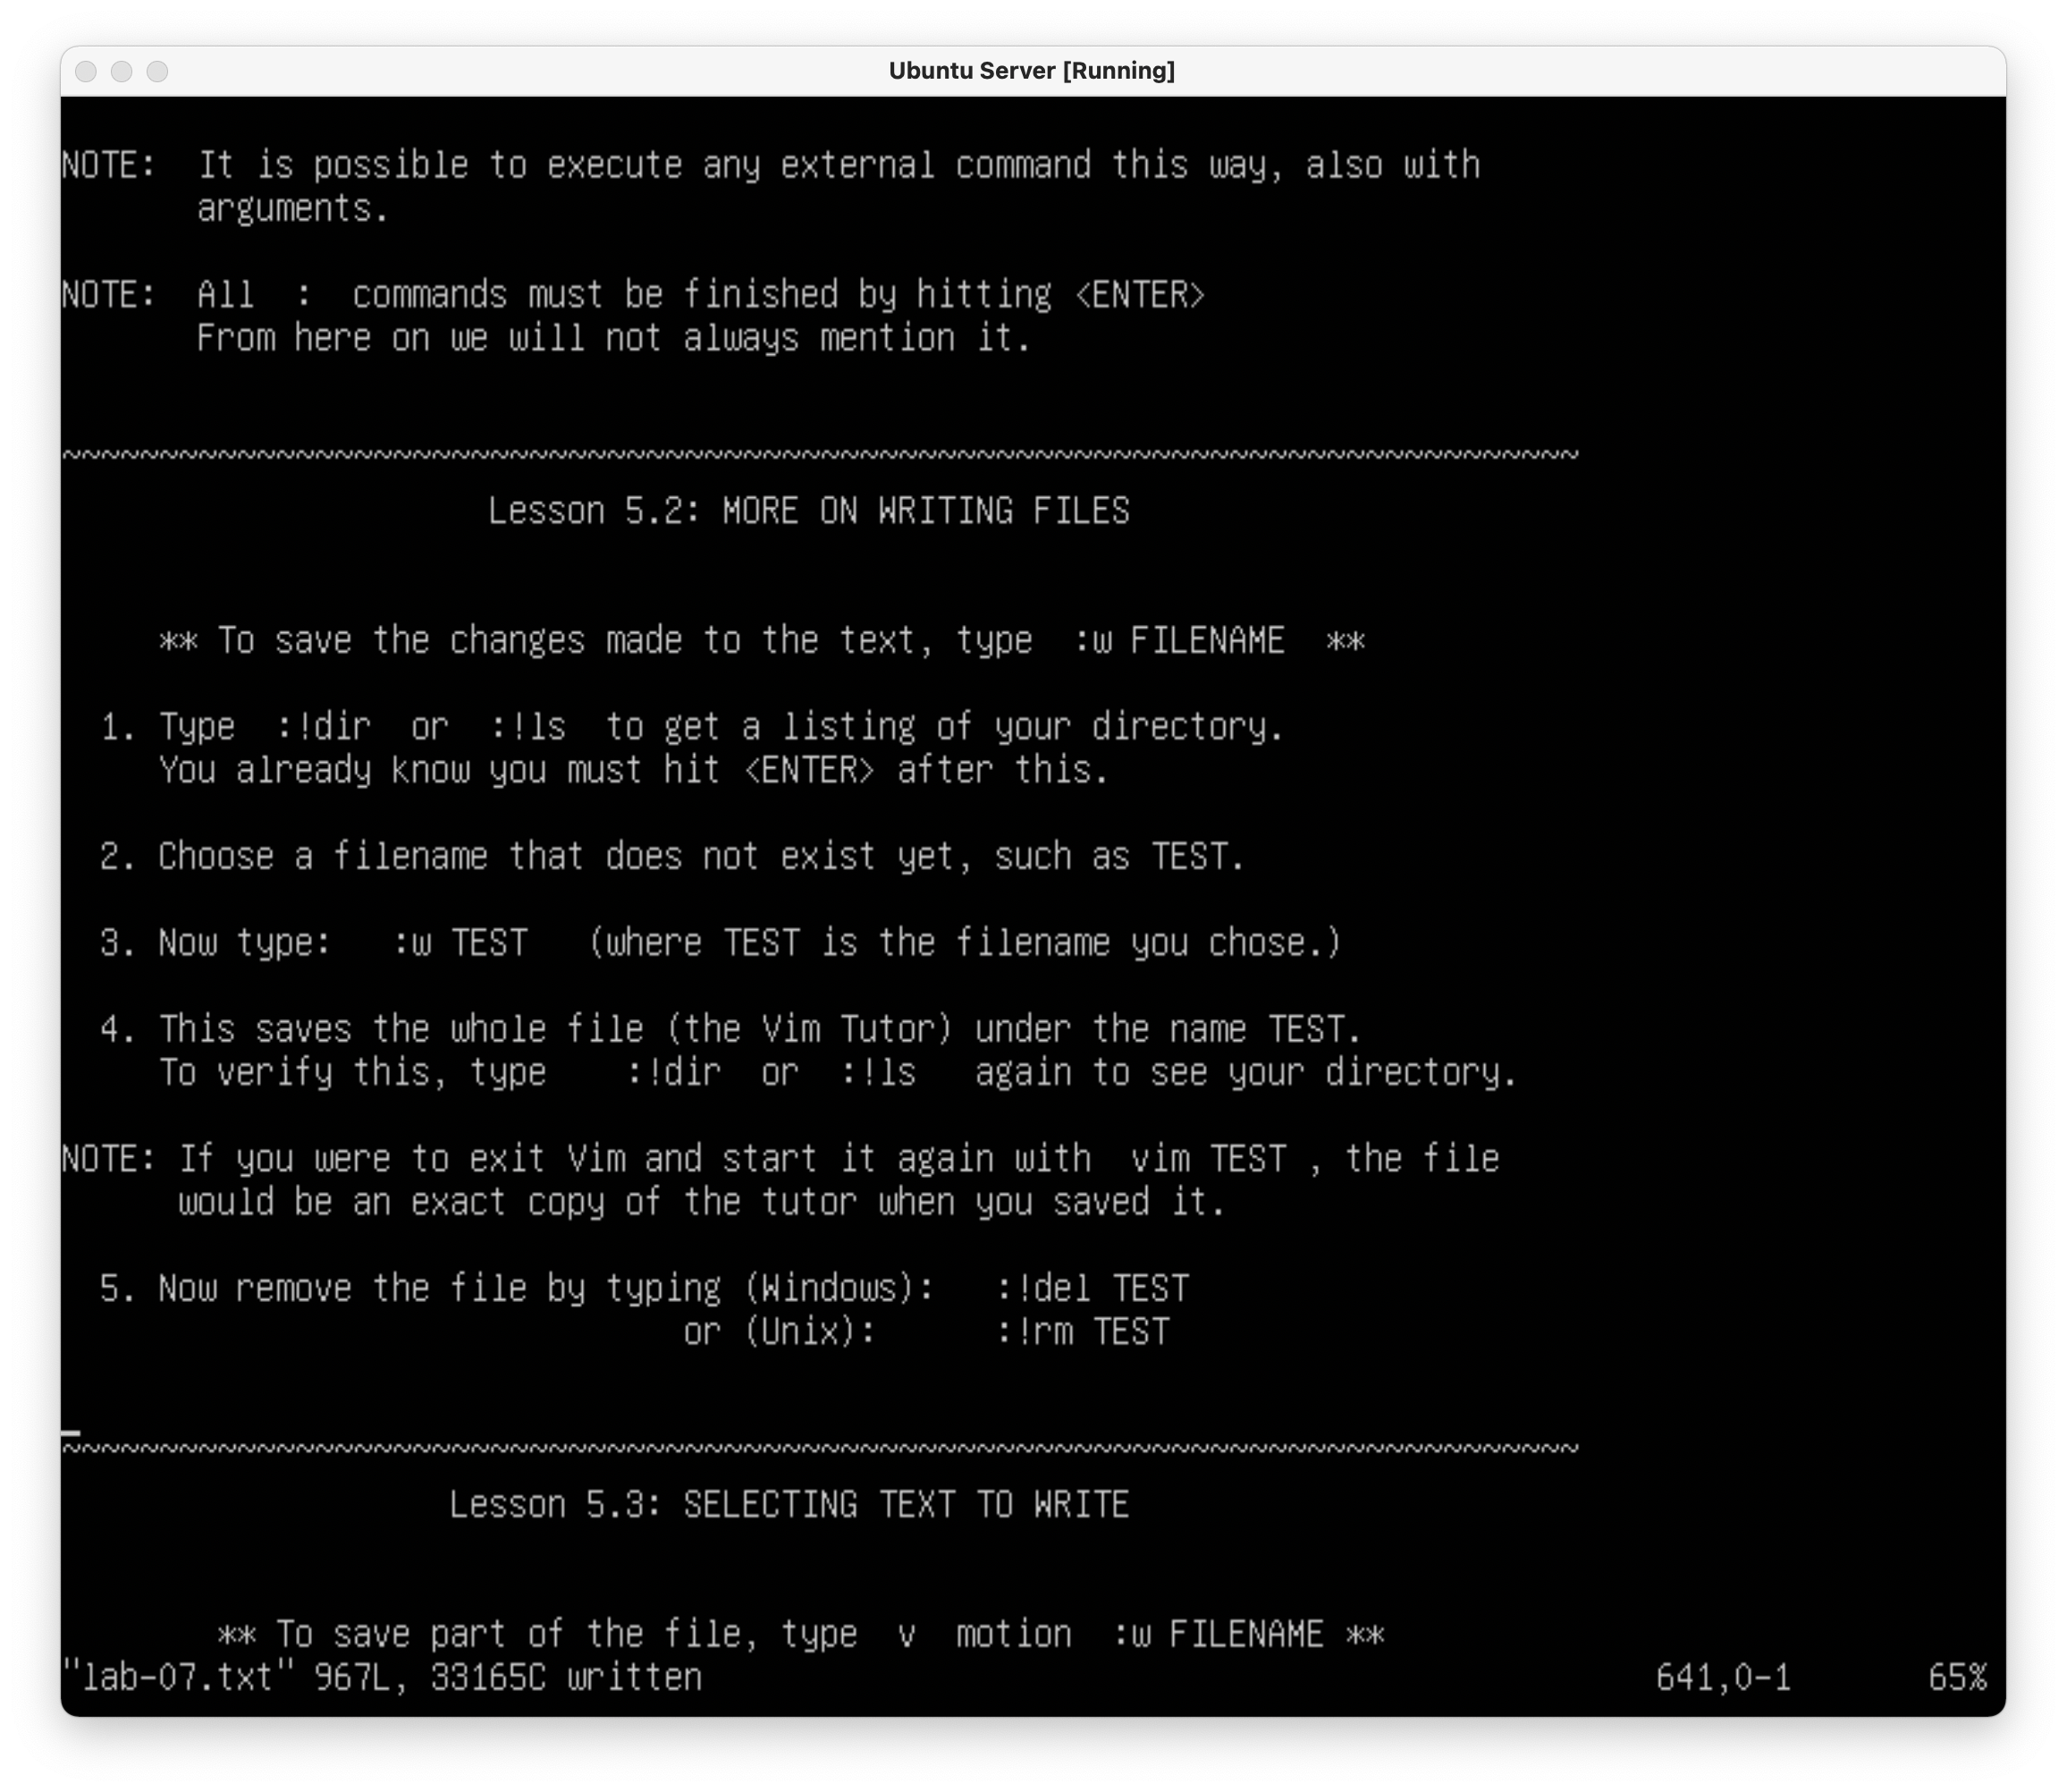 Ubuntu Server [Running]
NOTE:  It is possible to execute any external command this way, also with
       arguments.
NOTE:  All  :  commands must be finished by hitting <ENTER>
       From here on we will not always mention it.
~~~~~~~~~~~~~~~~~~~~~~~~~~~~~~~~~~~~~~~~~~~~~~~~~~~~~~~~~~~~~~~~~~~~~~~~~~~~~~
                      Lesson 5.2: MORE ON WRITING FILES
     ** To save the changes made to the text, type  :w FILENAME  **
  1. Type  :!dir  or  :!ls  to get a listing of your directory.
     You already know you must hit <ENTER> after this.
  2. Choose a filename that does not exist yet, such as TEST.
  3. Now type:   :w TEST   (where TEST is the filename you chose.)
  4. This saves the whole file (the Vim Tutor) under the name TEST.
     To verify this, type    :!dir  or  :!ls   again to see your directory.
NOTE: If you were to exit Vim and start it again with  vim TEST , the file
      would be an exact copy of the tutor when you saved it.
  5. Now remove the file by typing (Windows):   :!del TEST
                                or (Unix):      :!rm TEST
~~~~~~~~~~~~~~~~~~~~~~~~~~~~~~~~~~~~~~~~~~~~~~~~~~~~~~~~~~~~~~~~~~~~~~~~~~~~~~
                    Lesson 5.3: SELECTING TEXT TO WRITE
        ** To save part of the file, type  v  motion  :w FILENAME **
"lab-07.txt" 967L, 33165C written                                                 641,0-1       65%